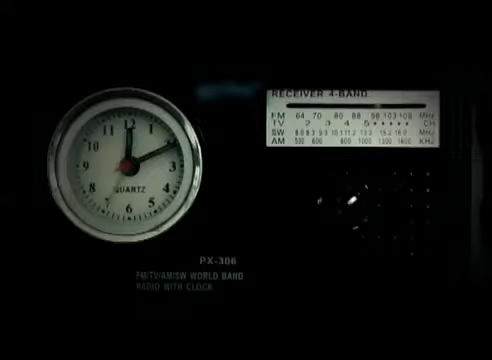 12
11 1
10
9 3
8 4
7 5
6
QUARTZ
RECEIVER 4-BAND
FM 64 70 80 88 98 103 108 MHz
TV 2 3 4 5 CH
SW MHz
AM 530 600 800 1000 1300 1600 KHz
PX-306
FM/TV/AM/SW WORLD BAND
RADIO WITH CLOCK